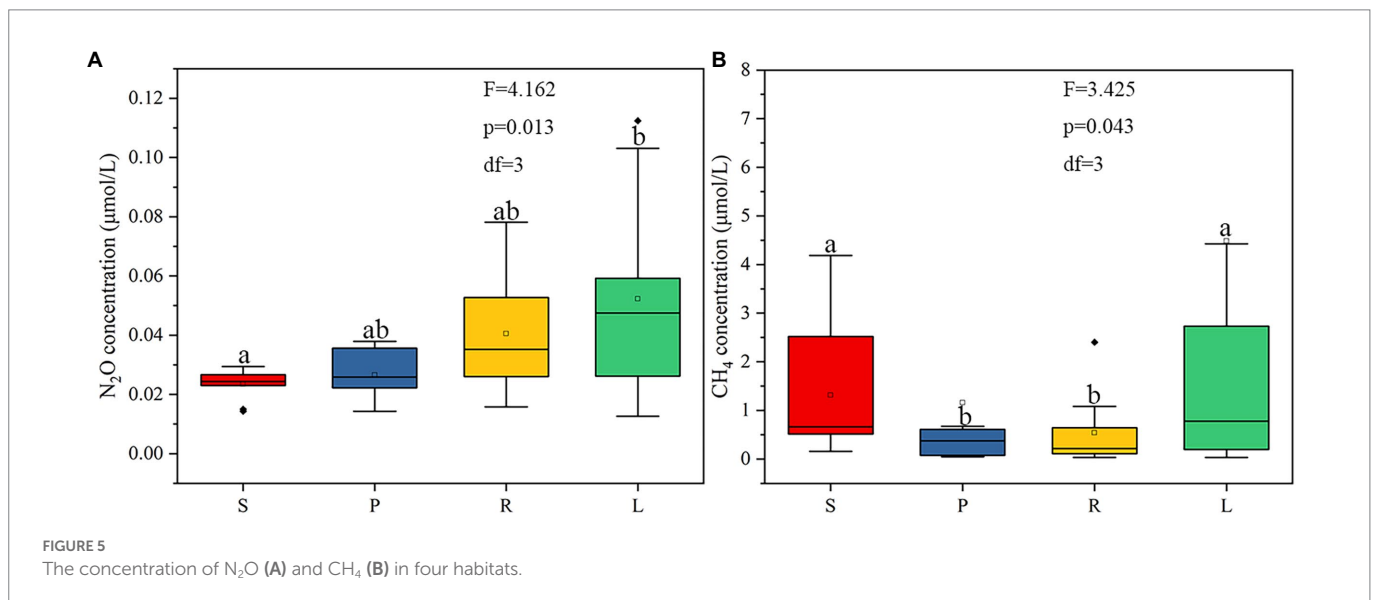 A
N₂O concentration (μmol/L)
0.12
0.10
0.08
0.06
0.04
0.02
0.00
F=4.162
p=0.013
df=3
a
ab
ab
b
S P R L
B
CH₄ concentration (μmol/L)
8
7
6
5
4
3
2
1
0
F=3.425
p=0.043
df=3
a
b
b
a
S P R L
FIGURE 5
The concentration of N₂O (A) and CH₄ (B) in four habitats.